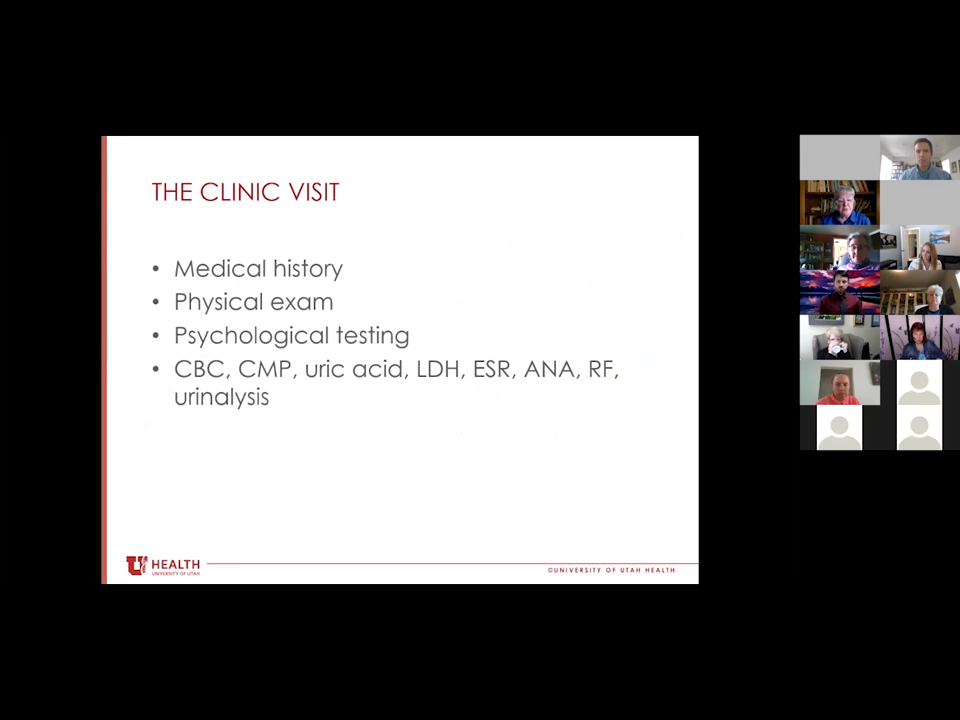 THE CLINIC VISIT
• Medical history
• Physical exam
• Psychological testing
• CBC, CMP, uric acid, LDH, ESR, ANA, RF,
urinalysis
U HEALTH
UNIVERSITY OF UTAH
©UNIVERSITY OF UTAH HEALTH